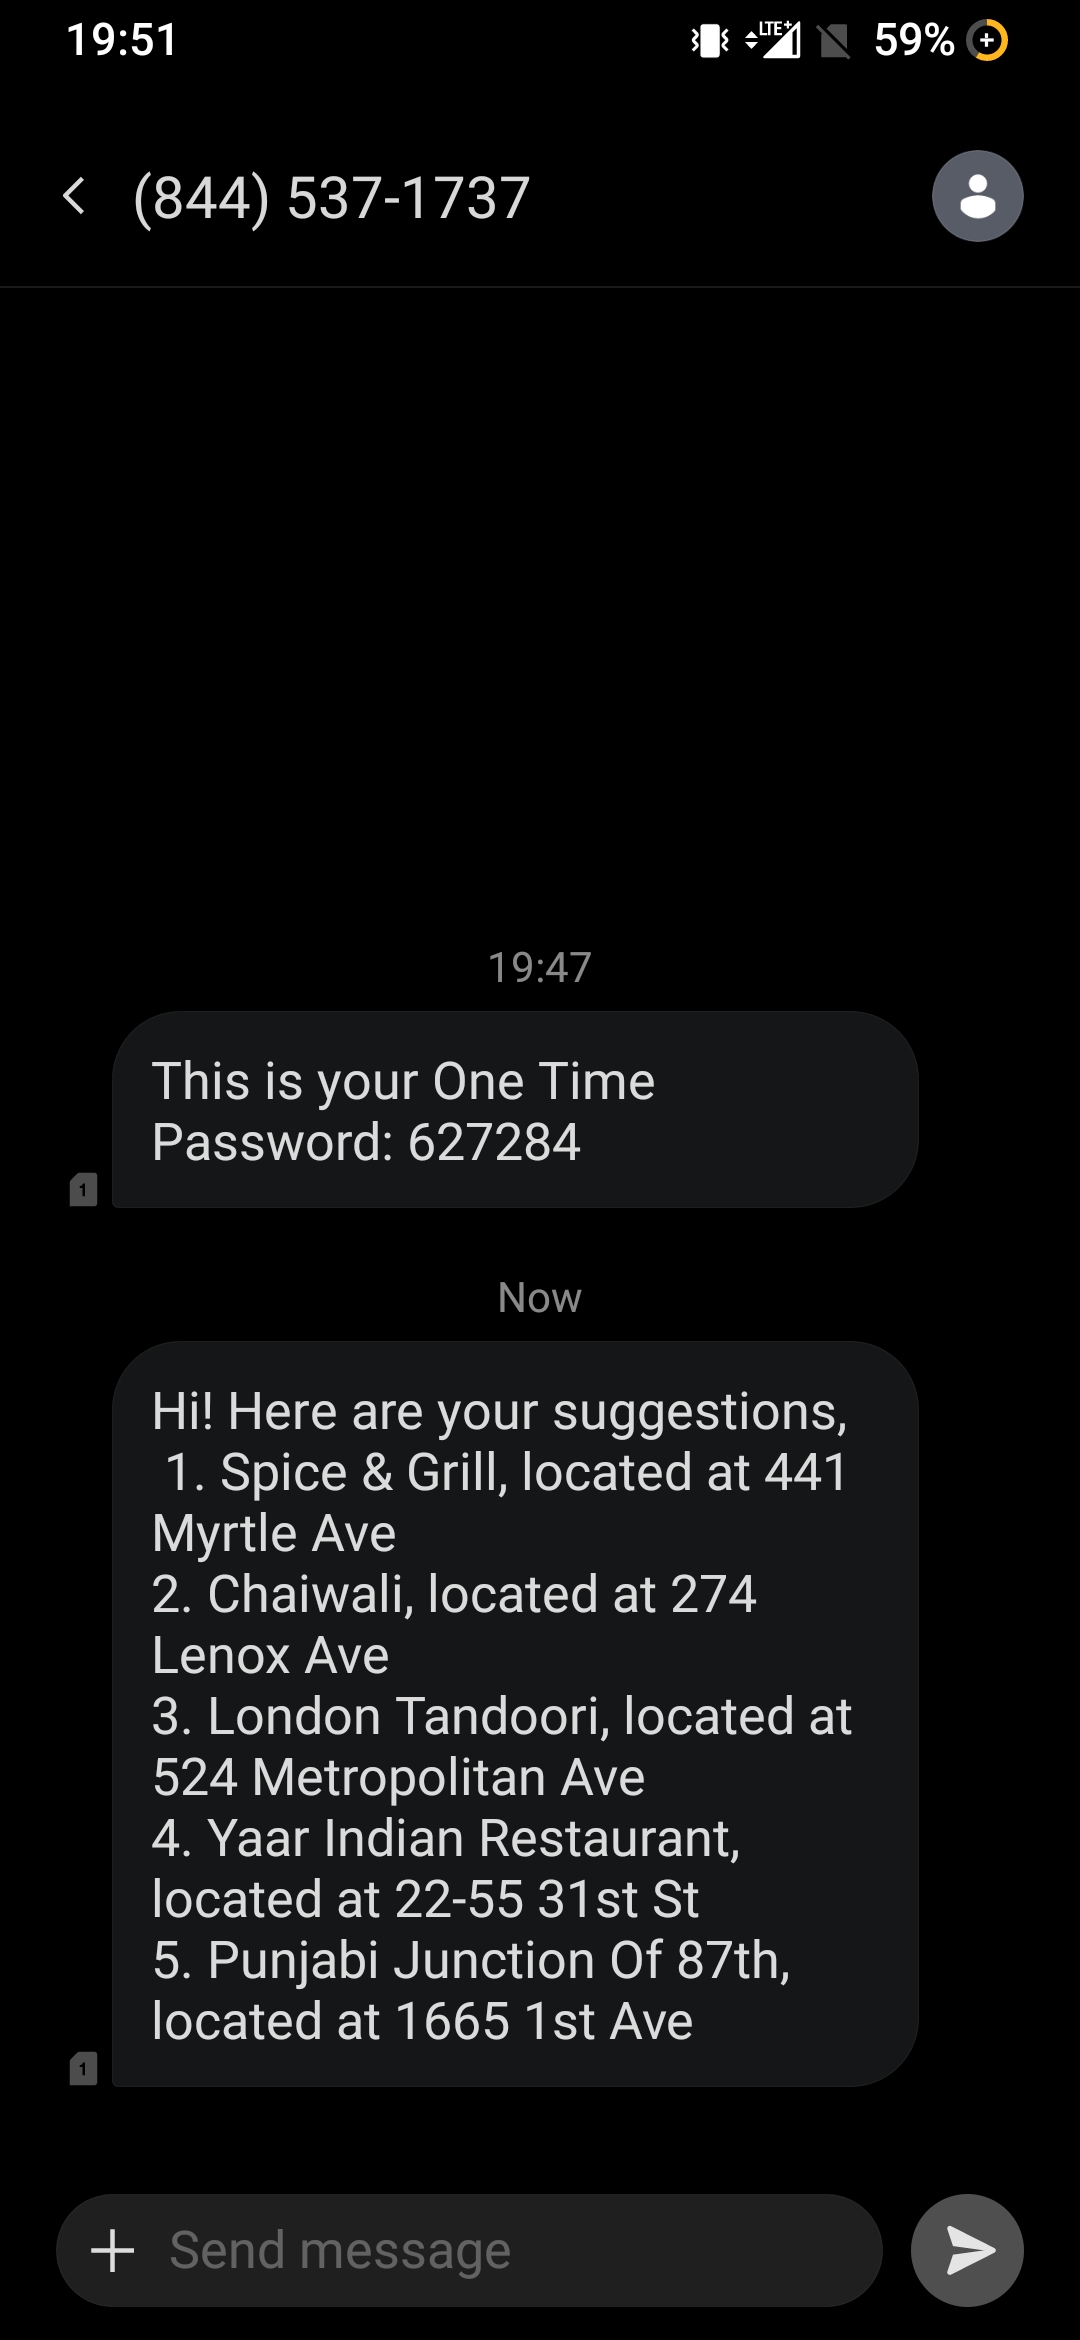 19:51
LTE+
59%
(844) 537-1737
19:47
This is your One Time
Password: 627284
1
Now
Hi! Here are your suggestions,
1. Spice & Grill, located at 441
Myrtle Ave
2. Chaiwali, located at 274
Lenox Ave
3. London Tandoori, located at
524 Metropolitan Ave
4. Yaar Indian Restaurant,
located at 22-55 31st St
5. Punjabi Junction Of 87th,
located at 1665 1st Ave
1
Send message